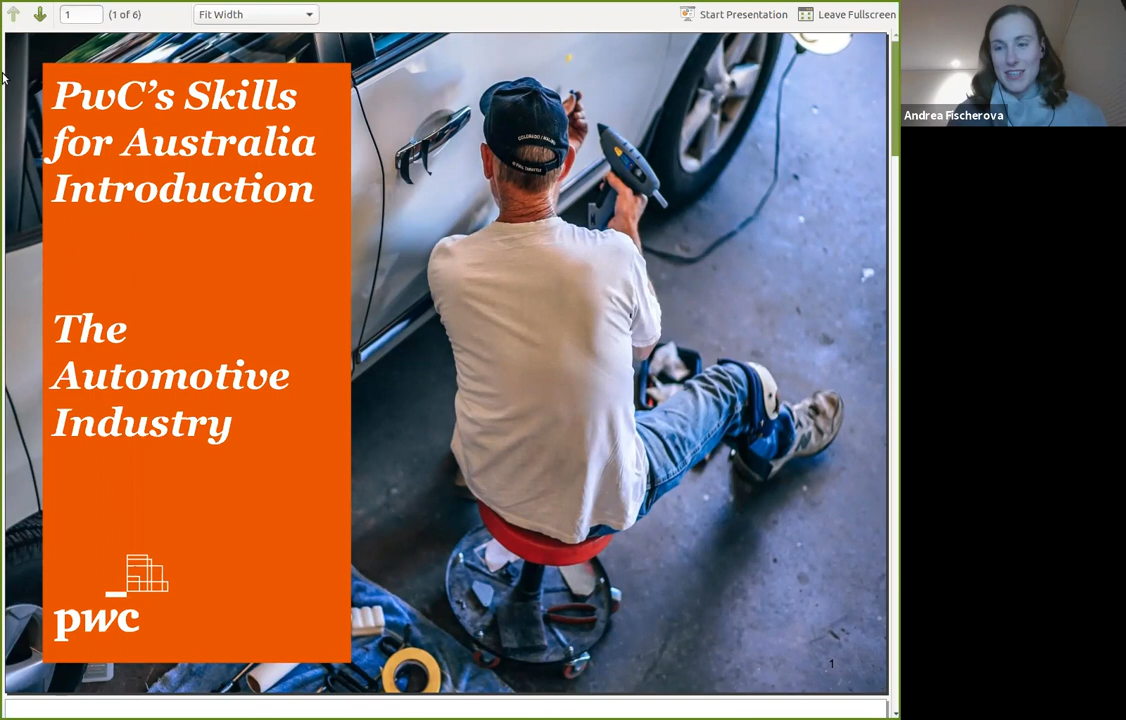 1
(1 of 6)
Fit Width
Start Presentation
Leave Fullscreen
Andrea Fischerova
PwC's Skills
for Australia
Introduction
The
Automotive
Industry
pwc
COLORADO
1